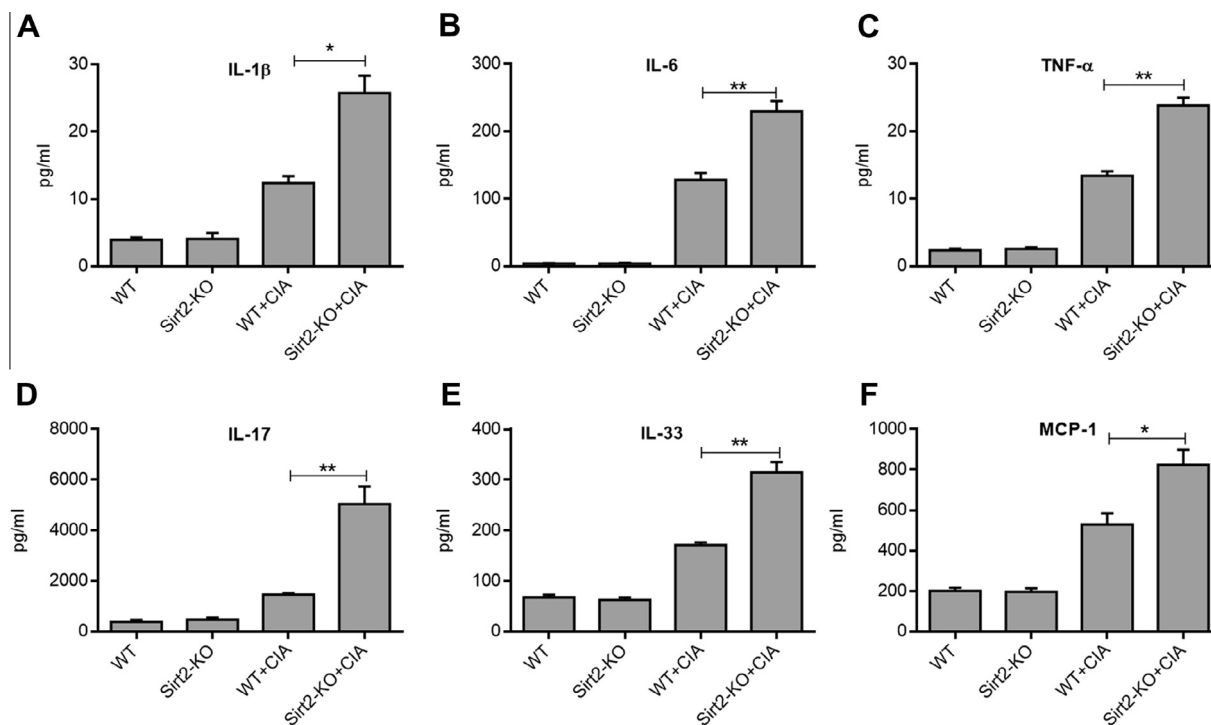 A
IL-1β
*
pg/ml
30
20
10
0
WT
Sirt2-KO
WT+CIA
Sirt2-KO+CIA
B
IL-6
**
pg/ml
300
200
100
0
WT
Sirt2-KO
WT+CIA
Sirt2-KO+CIA
C
TNF-α
**
pg/ml
30
20
10
0
WT
Sirt2-KO
WT+CIA
Sirt2-KO+CIA
D
IL-17
**
pg/ml
8000
6000
4000
2000
0
WT
Sirt2-KO
WT+CIA
Sirt2-KO+CIA
E
IL-33
**
pg/ml
400
300
200
100
0
WT
Sirt2-KO
WT+CIA
Sirt2-KO+CIA
F
MCP-1
*
pg/ml
1000
800
600
400
200
0
WT
Sirt2-KO
WT+CIA
Sirt2-KO+CIA